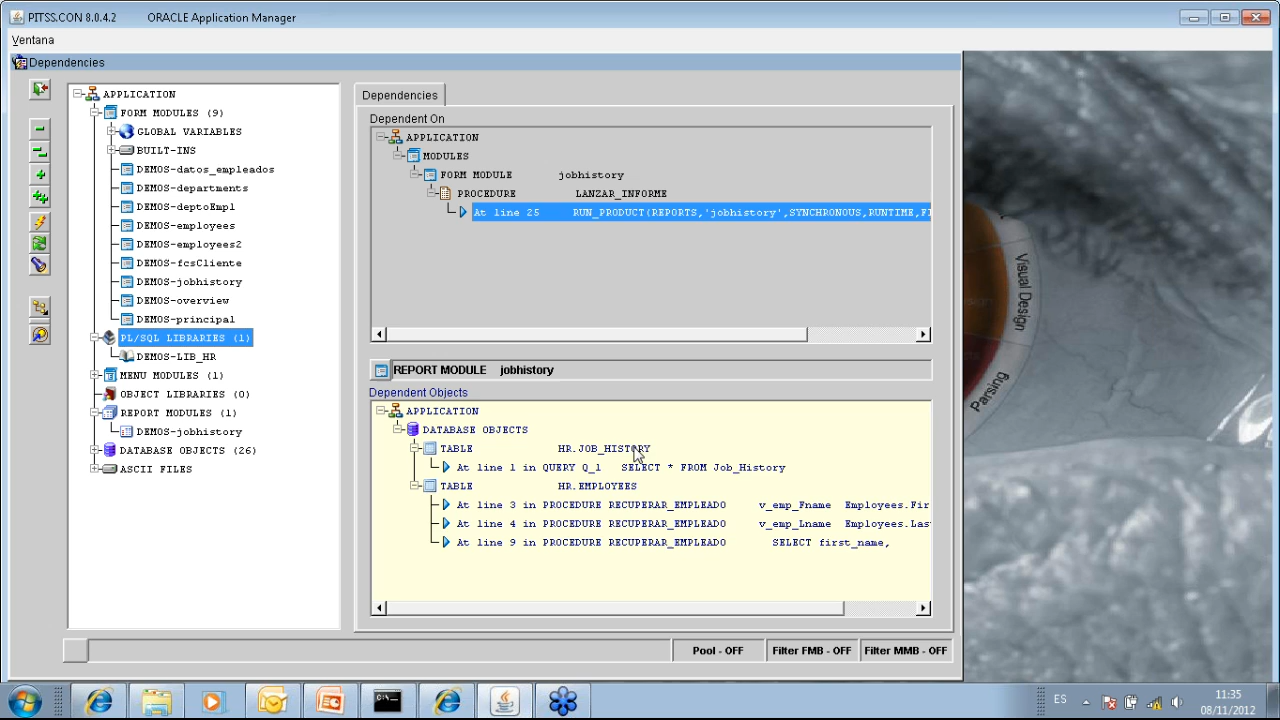 PITSS.CON 8.0.4.2 ORACLE Application Manager
Ventana
Dependencies
APPLICATION
FORM MODULES (9)
GLOBAL VARIABLES
BUILT-INS
DEMOS-datos_empleados
DEMOS-departments
DEMOS-deptoEmpl
DEMOS-employees
DEMOS-employees2
DEMOS-fcsCliente
DEMOS-jobhistory
DEMOS-overview
DEMOS-principal
PL/SQL LIBRARIES (1)
DEMOS-LIB_HR
MENU MODULES (1)
OBJECT LIBRARIES (0)
REPORT MODULES (1)
DEMOS-jobhistory
DATABASE OBJECTS (26)
ASCII FILES
Dependencies
Dependent On
APPLICATION
MODULES
FORM MODULE jobhistory
PROCEDURE LANZAR_INFORME
At line 25 RUN_PRODUCT(REPORTS,'jobhistory',SYNCHRONOUS,RUNTIME,FI
REPORT MODULE jobhistory
Dependent Objects
APPLICATION
DATABASE OBJECTS
TABLE HR.JOB_HISTORY
At line 1 in QUERY Q_1 SELECT * FROM Job_History
TABLE HR.EMPLOYEES
At line 3 in PROCEDURE RECUPERAR_EMPLEADO v_emp_Fname Employees.Fir
At line 4 in PROCEDURE RECUPERAR_EMPLEADO v_emp_Lname Employees.Las
At line 9 in PROCEDURE RECUPERAR_EMPLEADO SELECT first_name,
Pool - OFF Filter FMB - OFF Filter MMB - OFF
Visual Design
Parsing
ES
11:35
08/11/2012